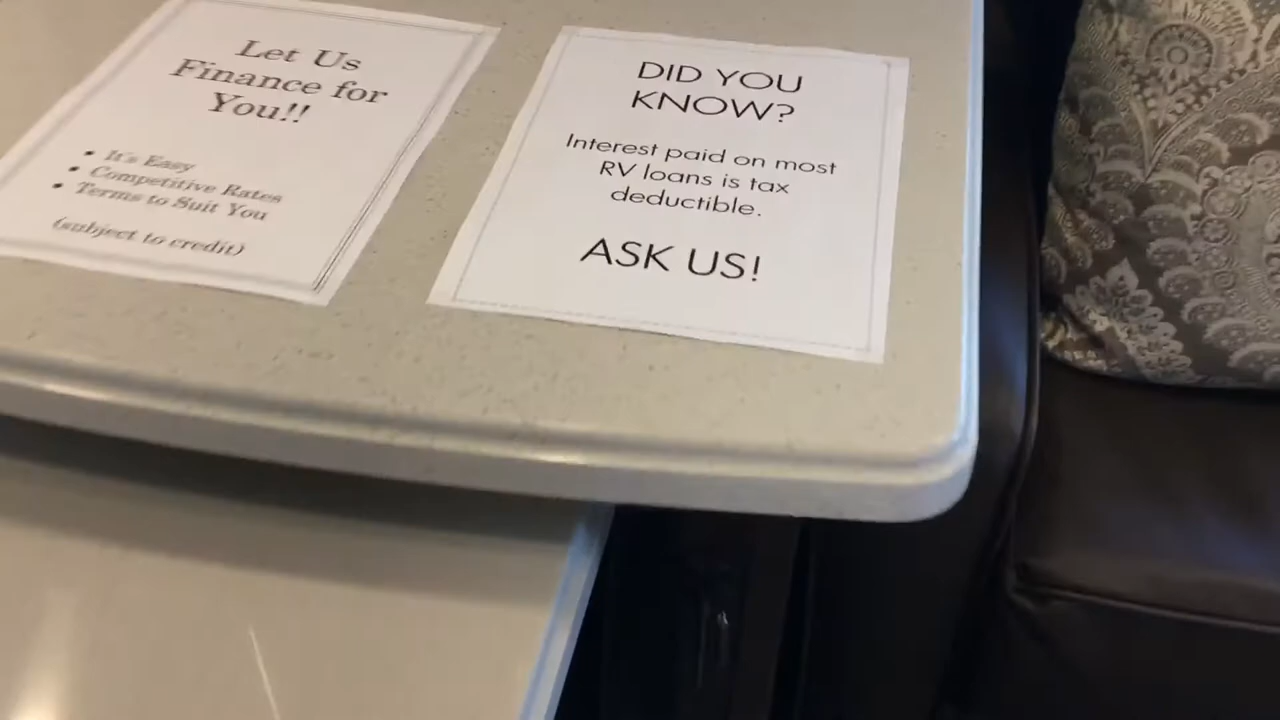 Let Us
Finance for
You!!
• It's Easy
• Competitive Rates
• Terms to Suit You
(subject to credit)
DID YOU
KNOW?
Interest paid on most
RV loans is tax
deductible.
ASK US!